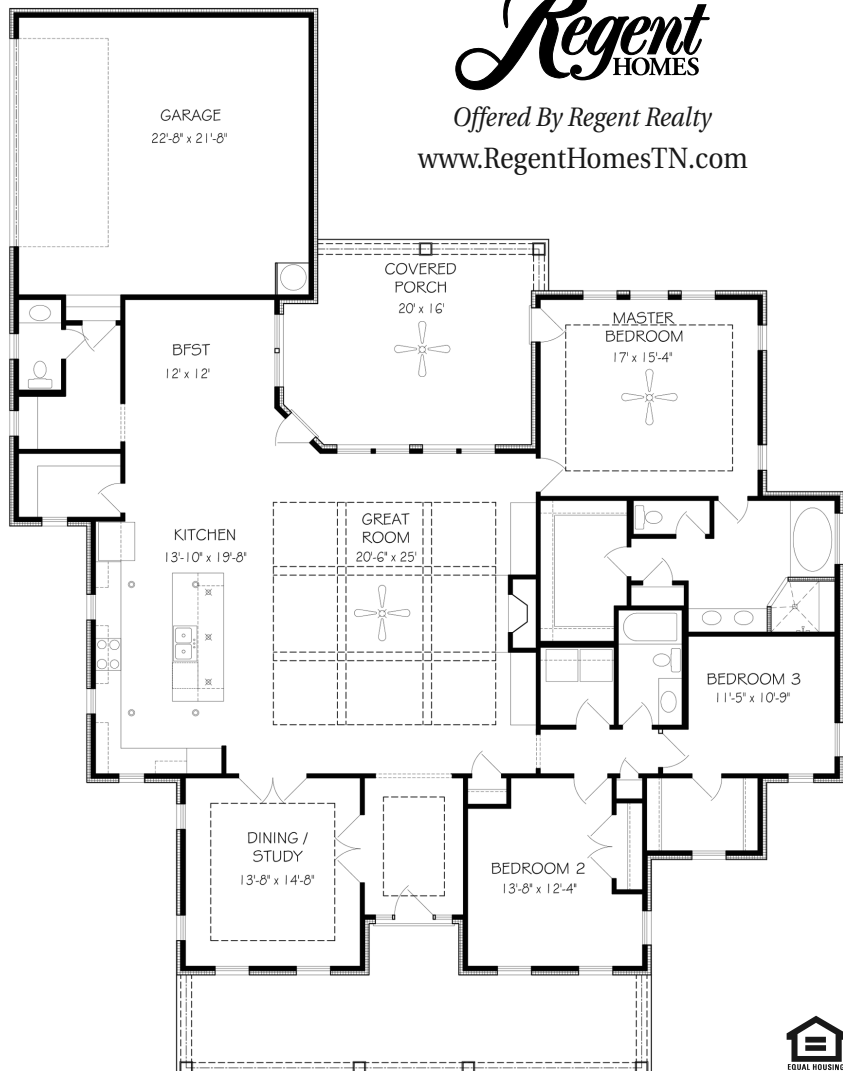 Regent
HOMES
Offered By Regent Realty
www.RegentHomesTN.com
GARAGE
22'-8" x 21'-8"
COVERED
PORCH
20' x 16'
MASTER
BEDROOM
17' x 15'-4"
BFST
12' x 12'
KITCHEN
13'-10" x 19'-8"
GREAT
ROOM
20'-6" x 25'
BEDROOM 3
11'-5" x 10'-9"
DINING /
STUDY
13'-8" x 14'-8"
BEDROOM 2
13'-8" x 12'-4"
EQUAL HOUSING